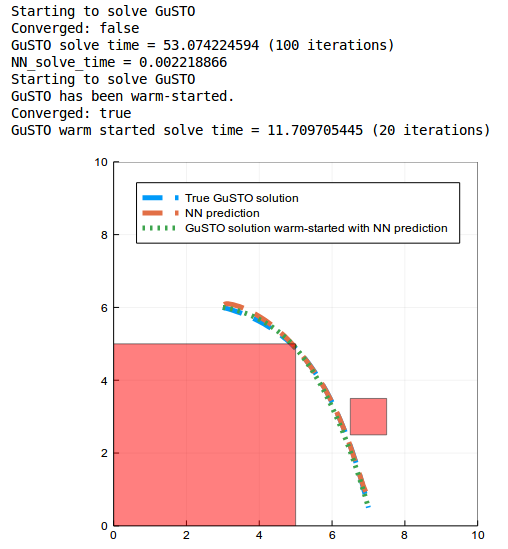 Starting to solve GuSTO
Converged: false
GuSTO solve time = 53.074224594 (100 iterations)
NN_solve_time = 0.002218866
Starting to solve GuSTO
GuSTO has been warm-started.
Converged: true
GuSTO warm started solve time = 11.709705445 (20 iterations)
10
True GuSTO solution
NN prediction
GuSTO solution warm-started with NN prediction
8
6
4
2
0
0 2 4 6 8 10